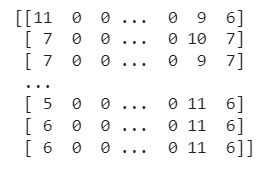 [[11 0 0 ... 0 9 6]
[ 7 0 0 ... 0 10 7]
[ 7 0 0 ... 0 9 7]
...
[ 5 0 0 ... 0 11 6]
[ 6 0 0 ... 0 11 6]
[ 6 0 0 ... 0 11 6]]